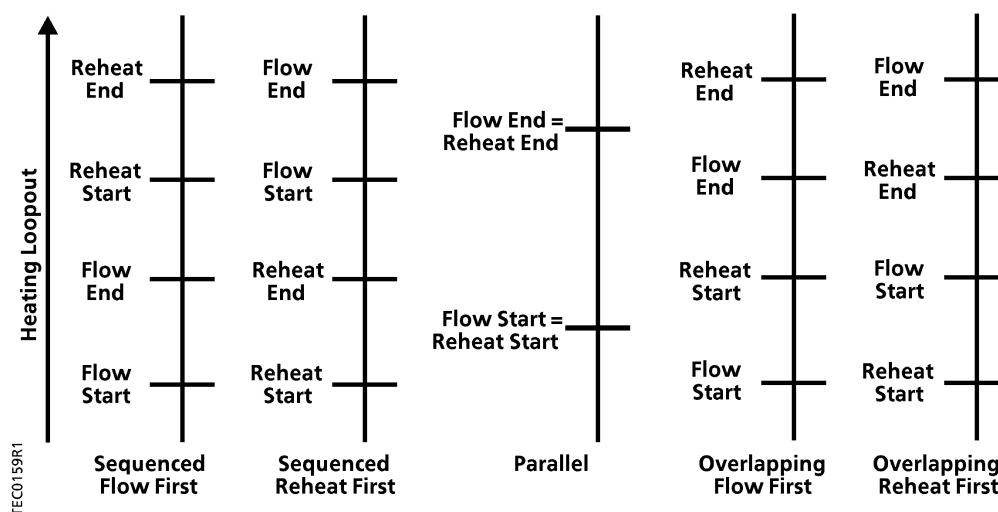 Heating Loopout
Reheat
End
Reheat
Start
Flow
End
Flow
Start
Sequenced
Flow First
Flow
End
Flow
Start
Reheat
End
Reheat
Start
Sequenced
Reheat First
Flow End =
Reheat End
Flow Start =
Reheat Start
Parallel
Reheat
End
Flow
End
Reheat
Start
Flow
Start
Overlapping
Flow First
Flow
End
Reheat
End
Flow
Start
Reheat
Start
Overlapping
Reheat First
TEC0159R1